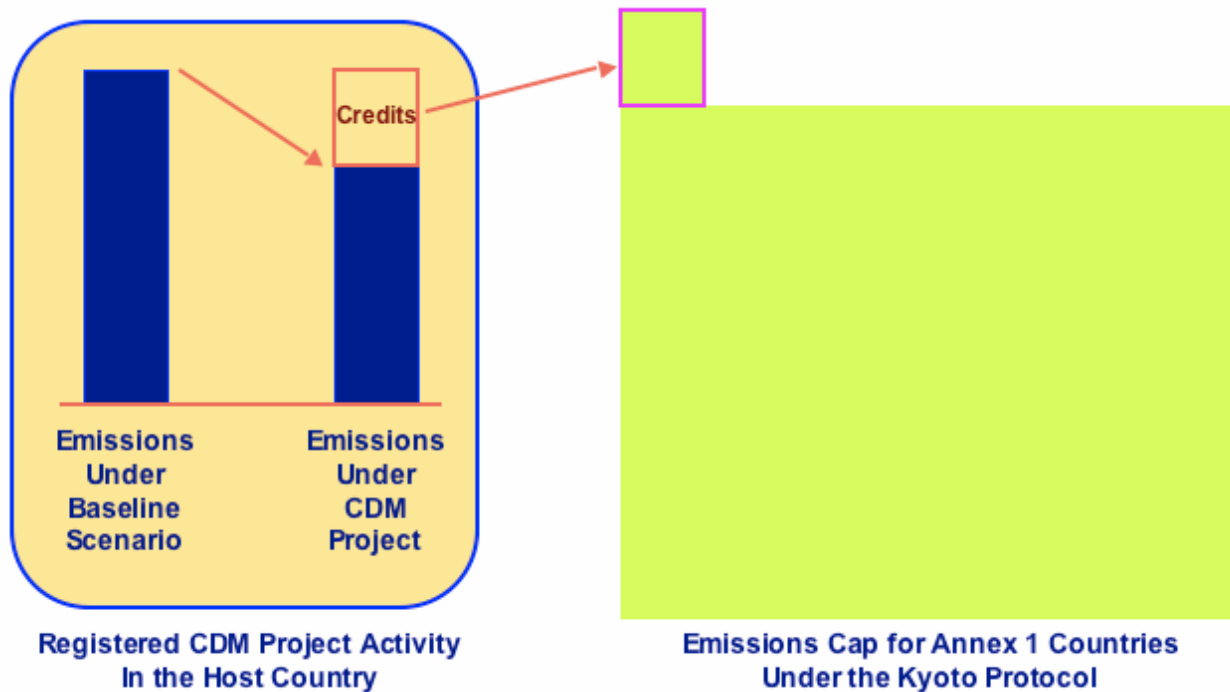 Credits
Emissions
Under
Baseline
Scenario
Emissions
Under
CDM
Project
Registered CDM Project Activity
In the Host Country
Emissions Cap for Annex 1 Countries
Under the Kyoto Protocol